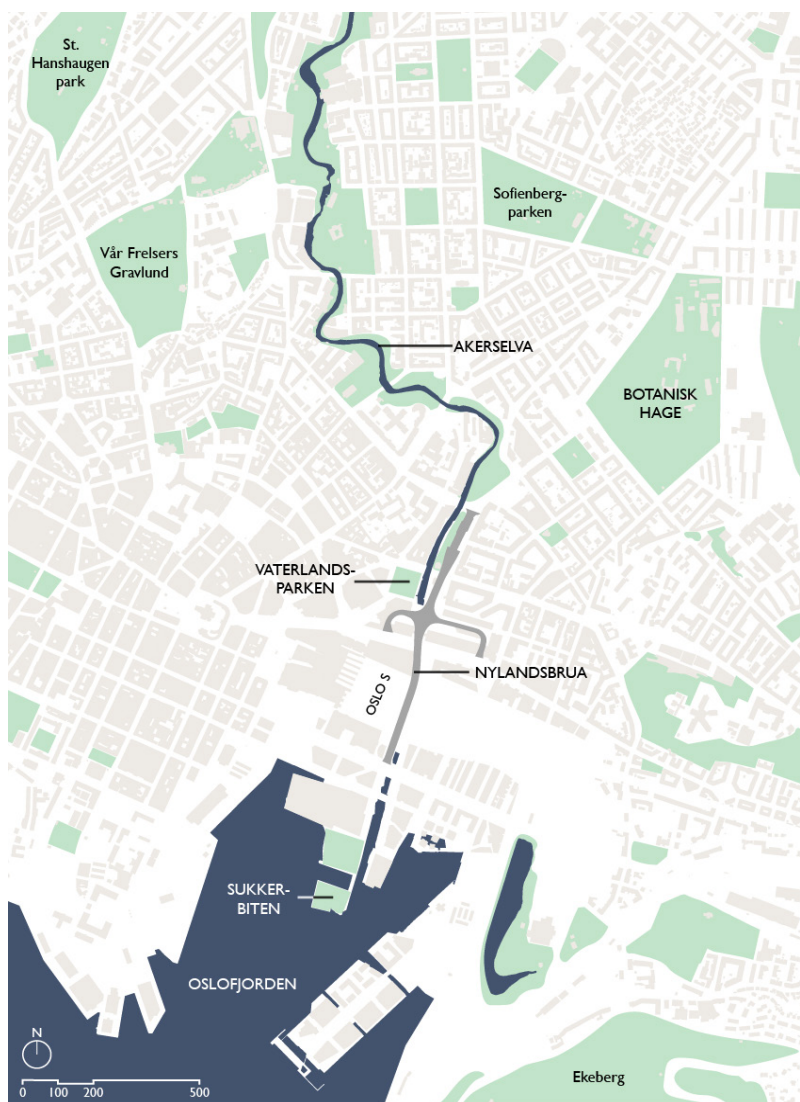 St.
Hanshaugen
park
Sofienberg-
parken
Vår Frelsers
Gravlund
AKERSELVA
BOTANISK
HAGE
VATERLANDS-
PARKEN
NYLANDSBRUA
OSLO S
SUKKER-
BITEN
OSLOFJORDEN
N
Ekeberg
0 100 200 500